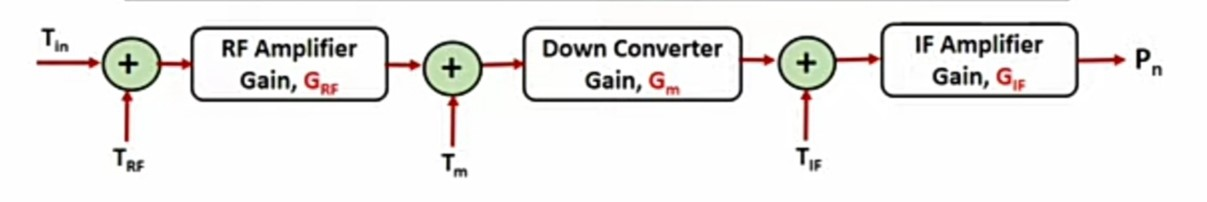 T_in
+
RF Amplifier
Gain, G_RF
+
Down Converter
Gain, G_m
+
IF Amplifier
Gain, G_IF
P_n
T_RF
T_m
T_IF